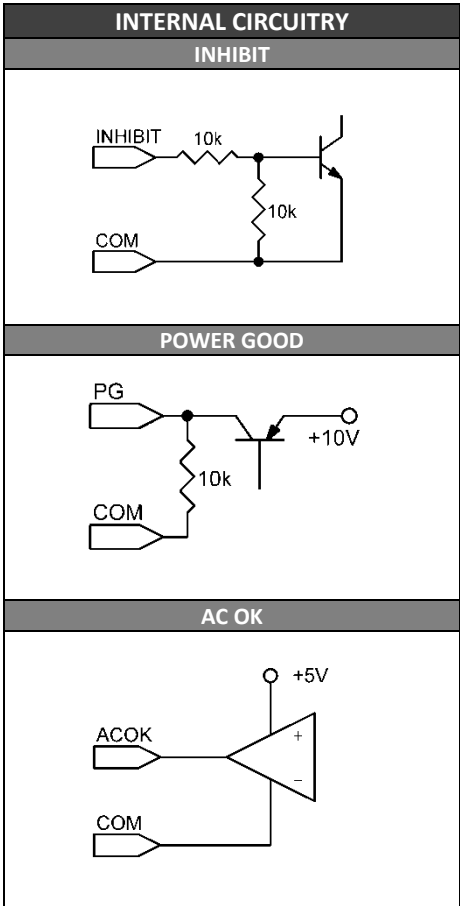 INTERNAL CIRCUITRY
INHIBIT
INHIBIT
10k
10k
COM
POWER GOOD
PG
+10V
10k
COM
AC OK
+5V
ACOK
+
−
COM